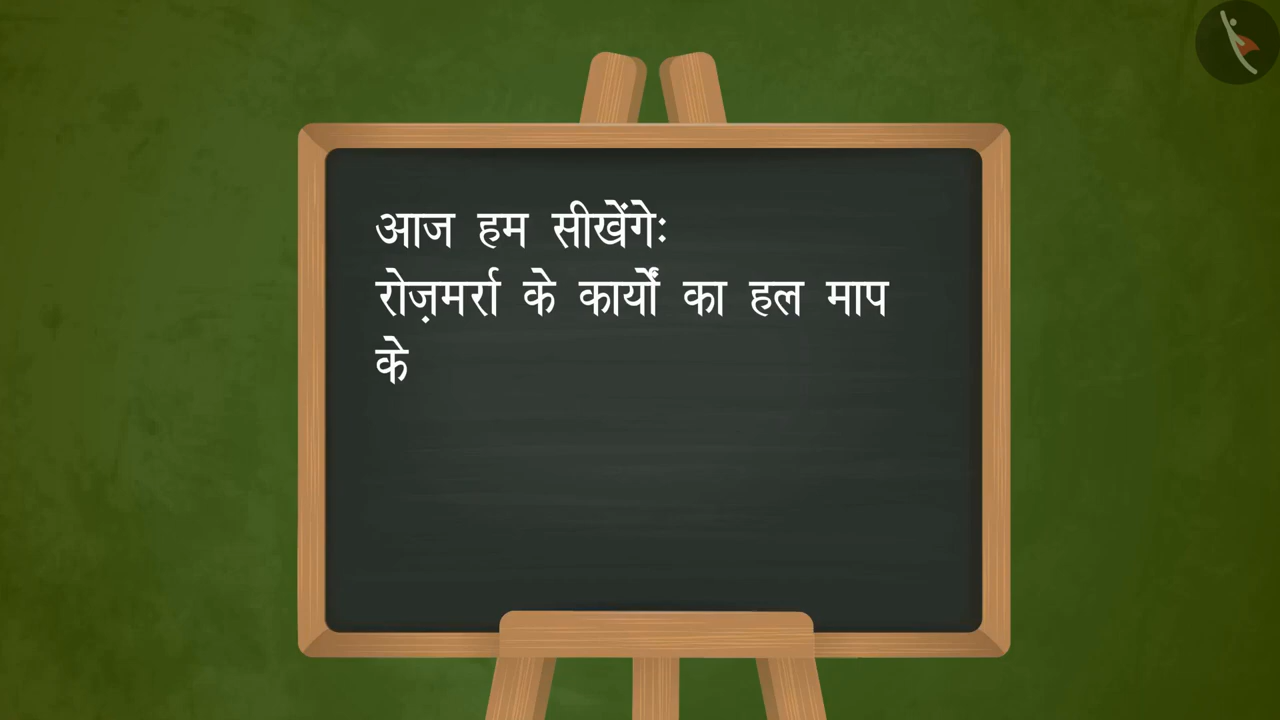 आज हम सीखेंगेः
रोज़मर्रा के कार्यों का हल माप
के